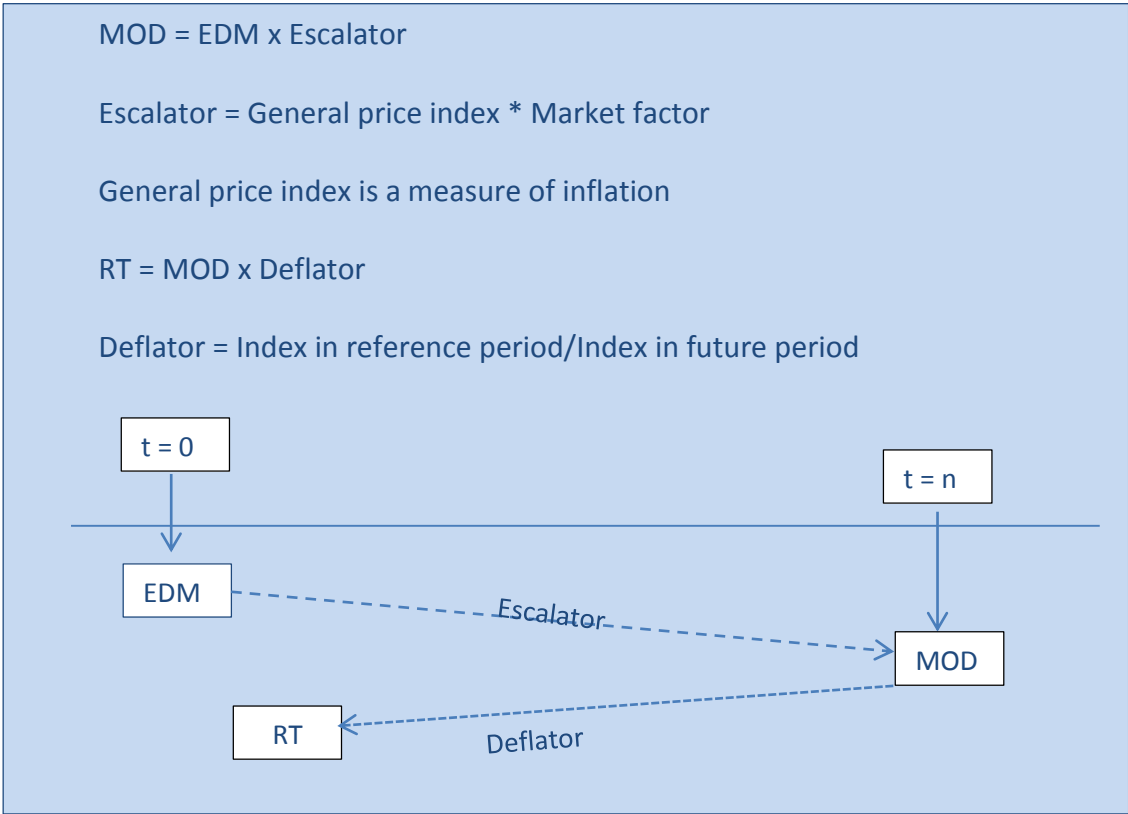 MOD = EDM x Escalator
Escalator = General price index * Market factor
General price index is a measure of inflation
RT = MOD x Deflator
Deflator = Index in reference period/Index in future period
t = 0
t = n
EDM
Escalator
MOD
RT
Deflator